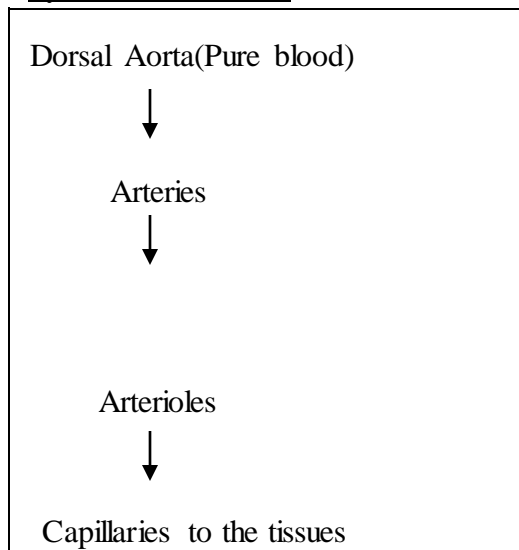 Dorsal Aorta(Pure blood)
Arteries
Arterioles
Capillaries to the tissues